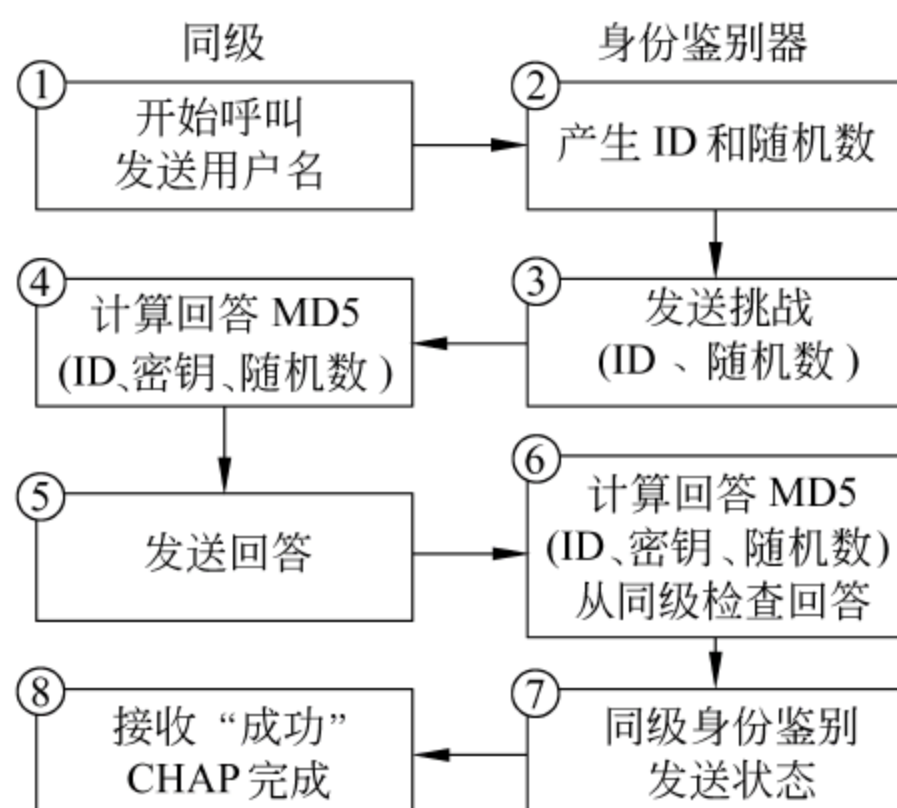 同级
身份鉴别器
①
开始呼叫
发送用户名
②
产生 ID 和随机数
③
发送挑战
(ID 、随机数 )
④
计算回答 MD5
(ID、密钥、随机数 )
⑤
发送回答
⑥
计算回答 MD5
(ID、密钥、随机数)
从同级检查回答
⑦
同级身份鉴别
发送状态
⑧
接收 “成功”
CHAP 完成